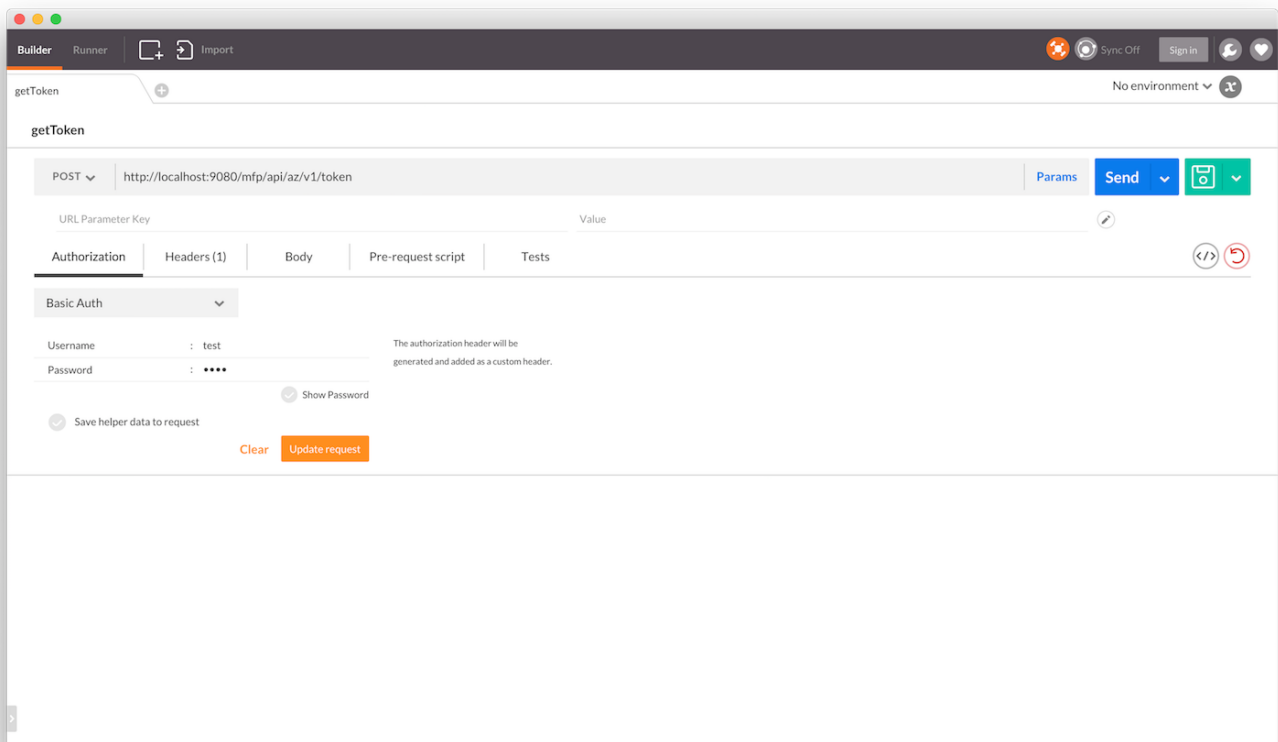 Builder Runner Import Sync Off Sign in
getToken No environment
getToken
POST http://localhost:9080/mfp/api/az/v1/token Params Send
URL Parameter Key Value
Authorization Headers (1) Body Pre-request script Tests
Basic Auth
Username : test The authorization header will be
Password : •••• generated and added as a custom header.
Show Password
Save helper data to request
Clear Update request